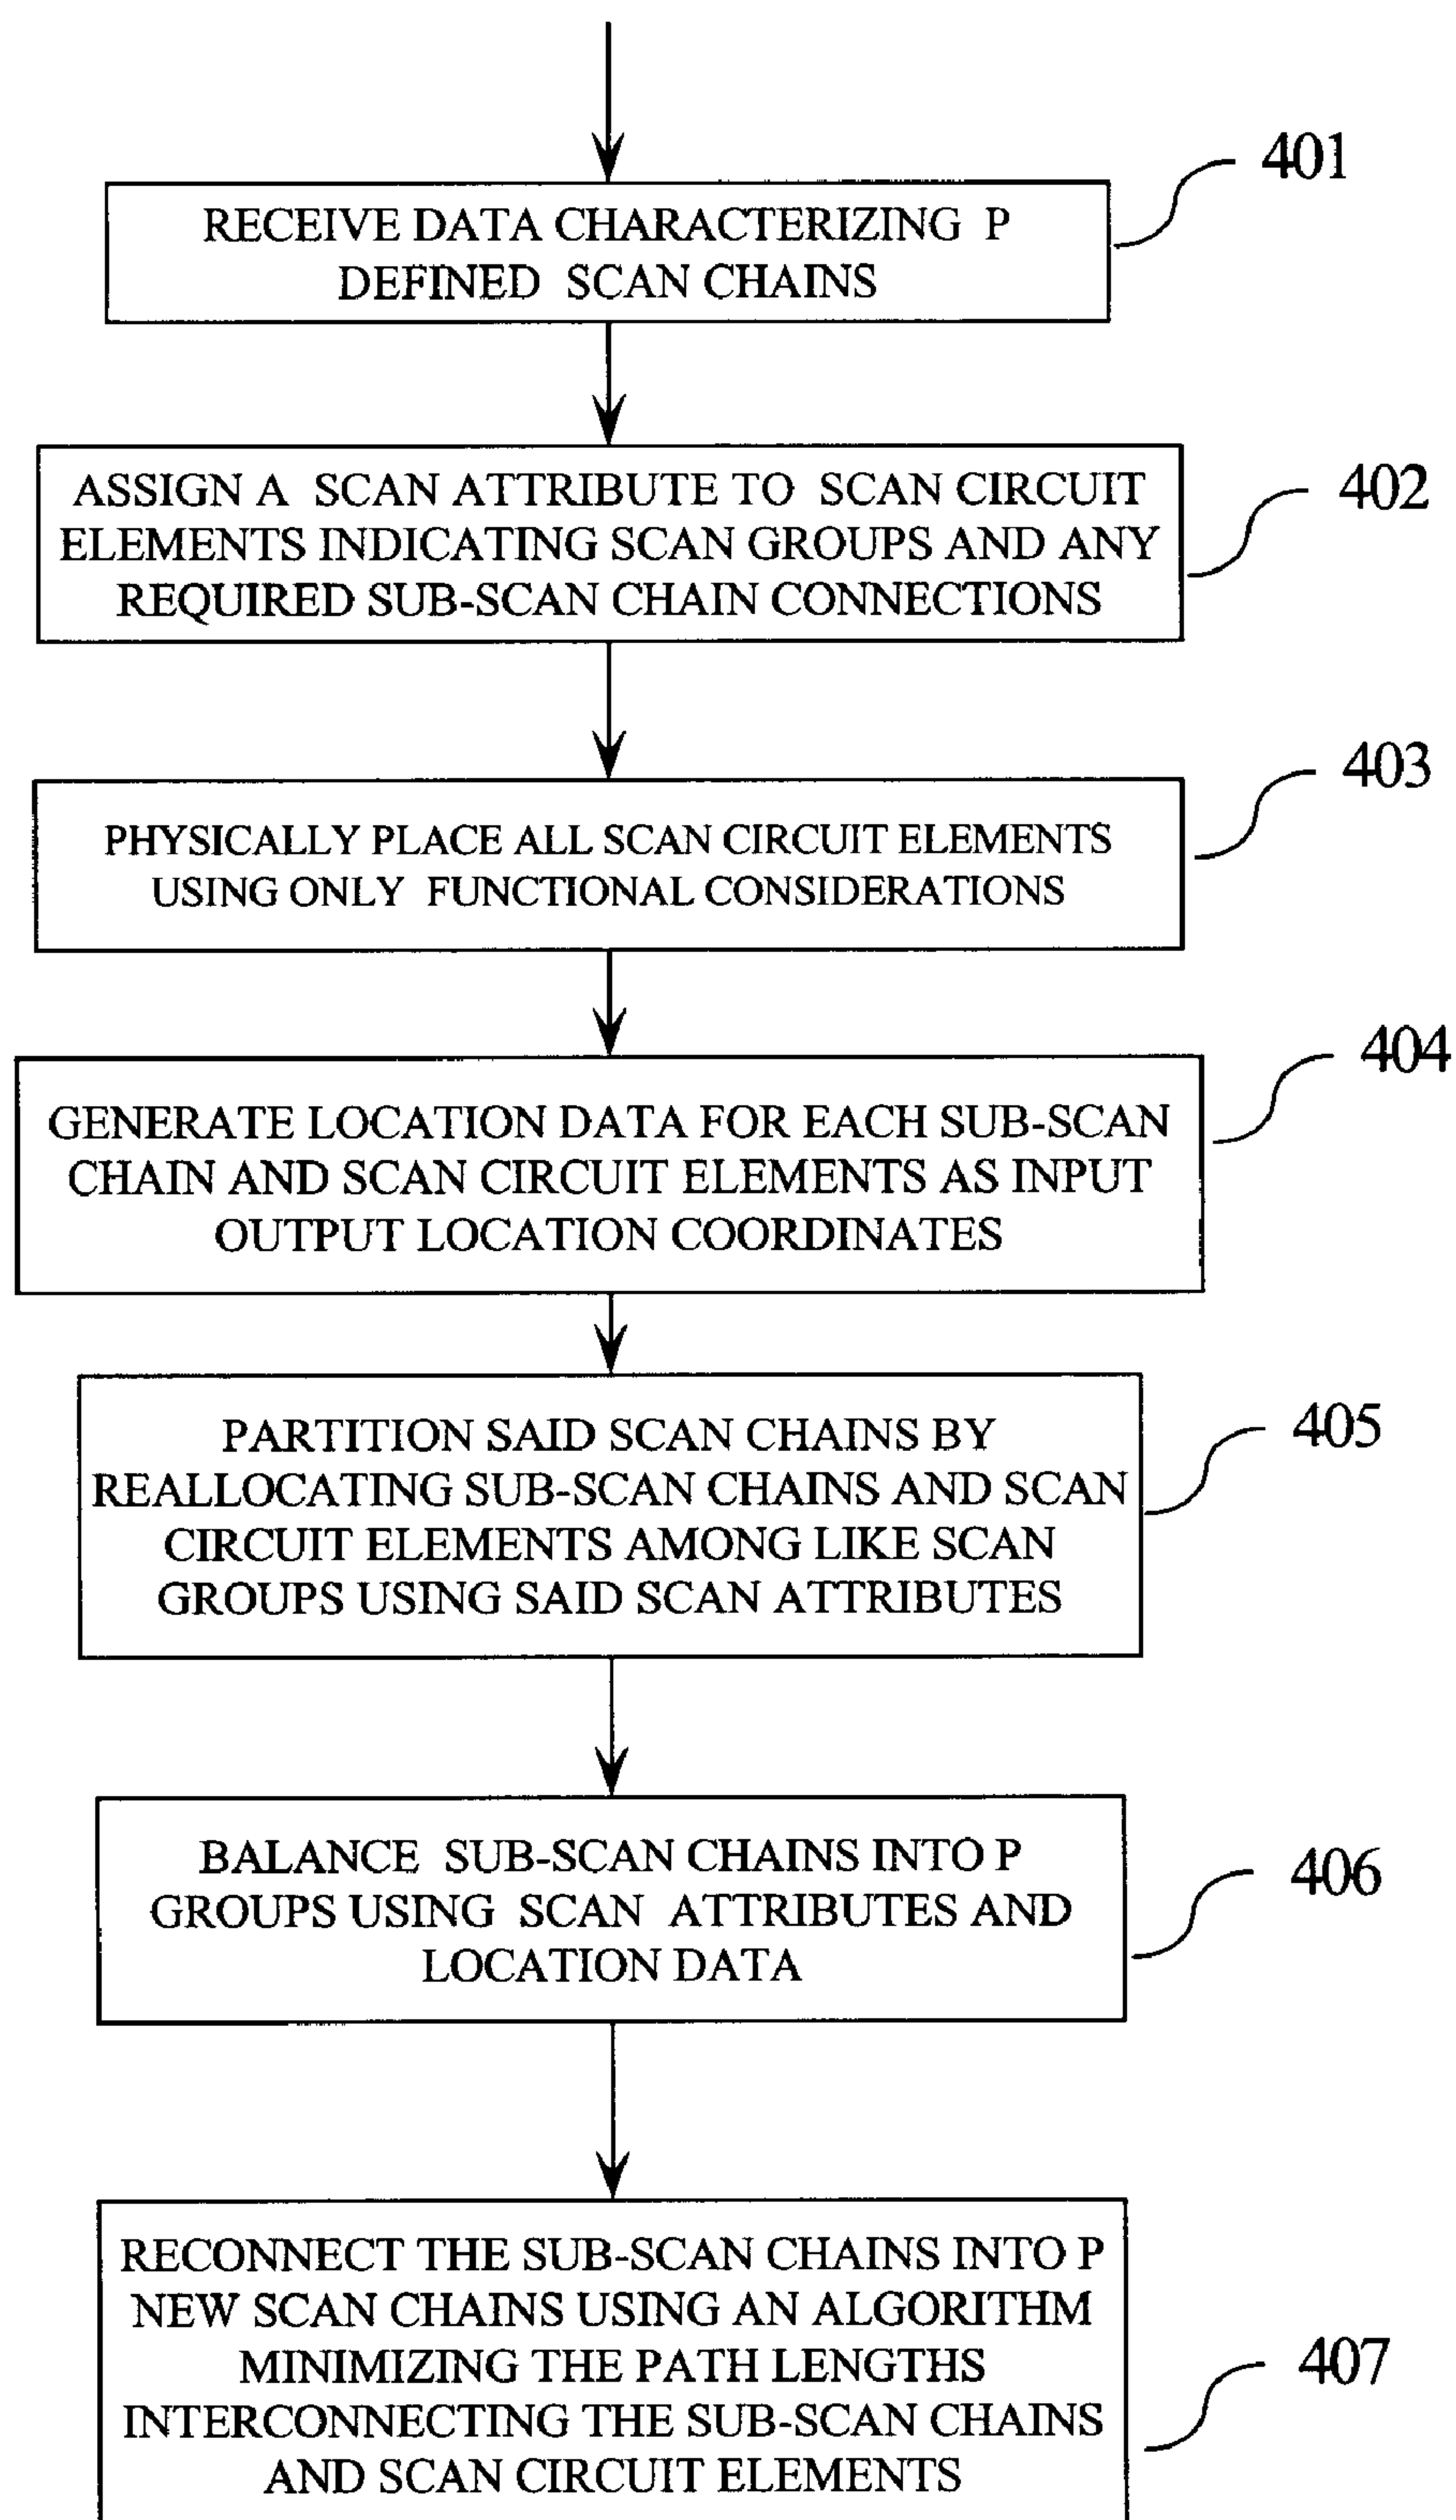 401
RECEIVE DATA CHARACTERIZING P
DEFINED SCAN CHAINS
402
ASSIGN A SCAN ATTRIBUTE TO SCAN CIRCUIT
ELEMENTS INDICATING SCAN GROUPS AND ANY
REQUIRED SUB-SCAN CHAIN CONNECTIONS
403
PHYSICALLY PLACE ALL SCAN CIRCUIT ELEMENTS
USING ONLY FUNCTIONAL CONSIDERATIONS
404
GENERATE LOCATION DATA FOR EACH SUB-SCAN
CHAIN AND SCAN CIRCUIT ELEMENTS AS INPUT
OUTPUT LOCATION COORDINATES
405
PARTITION SAID SCAN CHAINS BY
REALLOCATING SUB-SCAN CHAINS AND SCAN
CIRCUIT ELEMENTS AMONG LIKE SCAN
GROUPS USING SAID SCAN ATTRIBUTES
406
BALANCE SUB-SCAN CHAINS INTO P
GROUPS USING SCAN ATTRIBUTES AND
LOCATION DATA
407
RECONNECT THE SUB-SCAN CHAINS INTO P
NEW SCAN CHAINS USING AN ALGORITHM
MINIMIZING THE PATH LENGTHS
INTERCONNECTING THE SUB-SCAN CHAINS
AND SCAN CIRCUIT ELEMENTS